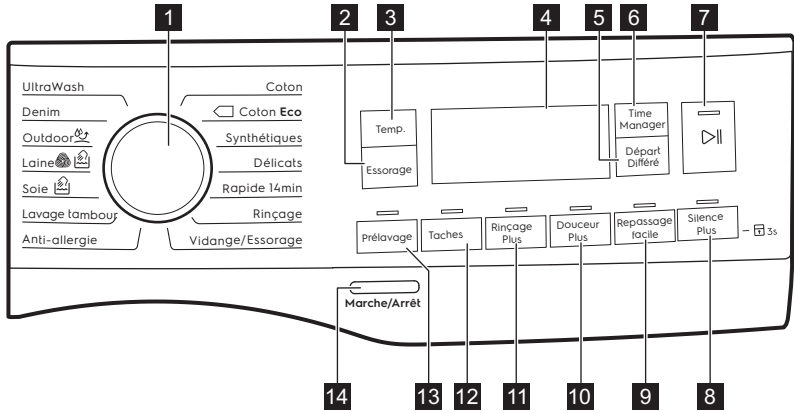 1
2
3
4
5
6
7
UltraWash
Denim
Outdoor
Laine
Soie
Lavage tambour
Anti-allergie
Coton
Coton Eco
Synthétiques
Délicats
Rapide 14min
Rinçage
Vidange/Essorage
Temp.
Essorage
Time
Manager
Départ
Différé
Prélavage
Taches
Rinçage
Plus
Douceur
Plus
Repassage
facile
Silence
Plus
3s
Marche/Arrêt
14
13
12
11
10
9
8